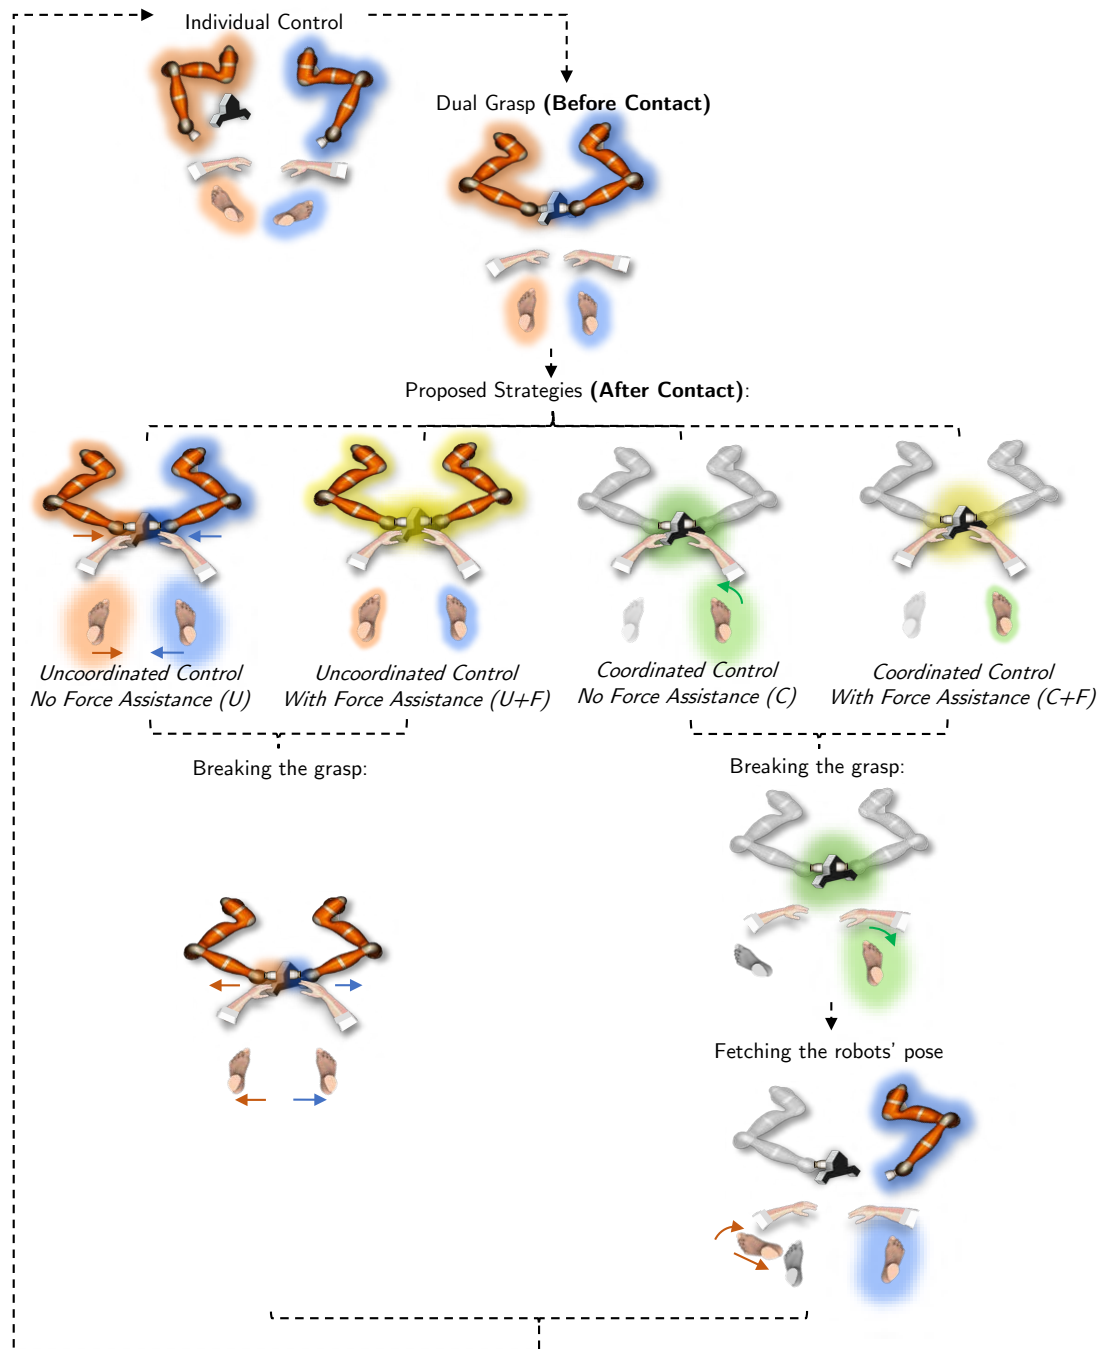 Individual Control
Dual Grasp (Before Contact)
Proposed Strategies (After Contact):
Uncoordinated Control
No Force Assistance (U)
Uncoordinated Control
With Force Assistance (U+F)
Coordinated Control
No Force Assistance (C)
Coordinated Control
With Force Assistance (C+F)
Breaking the grasp:
Breaking the grasp:
Fetching the robots' pose